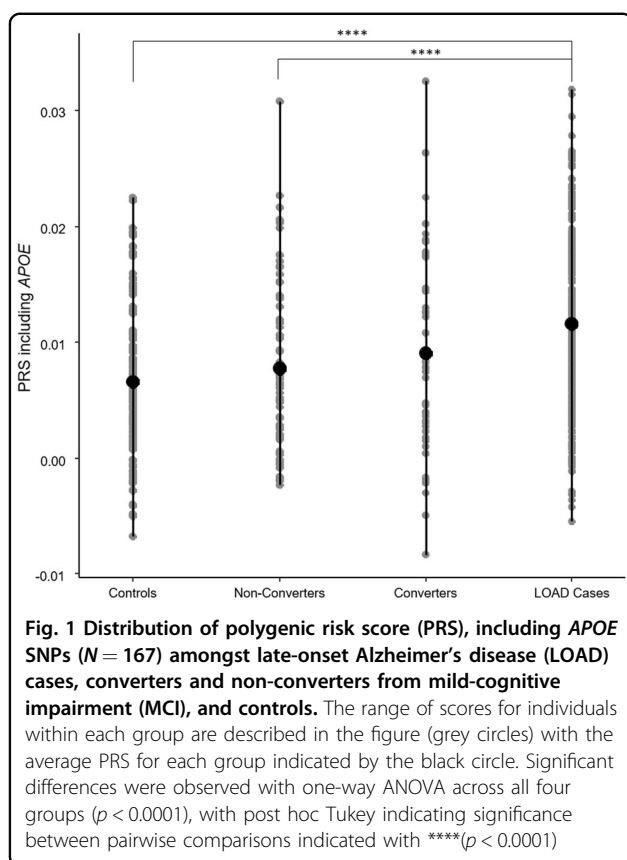 ****
****
0.03
0.02
0.01
0.00
-0.01
PRS including APOE
Controls Non-Converters Converters LOAD Cases
Fig. 1 Distribution of polygenic risk score (PRS), including APOE
SNPs (N = 167) amongst late-onset Alzheimer's disease (LOAD)
cases, converters and non-converters from mild-cognitive
impairment (MCI), and controls. The range of scores for individuals
within each group are described in the figure (grey circles) with the
average PRS for each group indicated by the black circle. Significant
differences were observed with one-way ANOVA across all four
groups (p < 0.0001), with post hoc Tukey indicating significance
between pairwise comparisons indicated with ****(p < 0.0001)